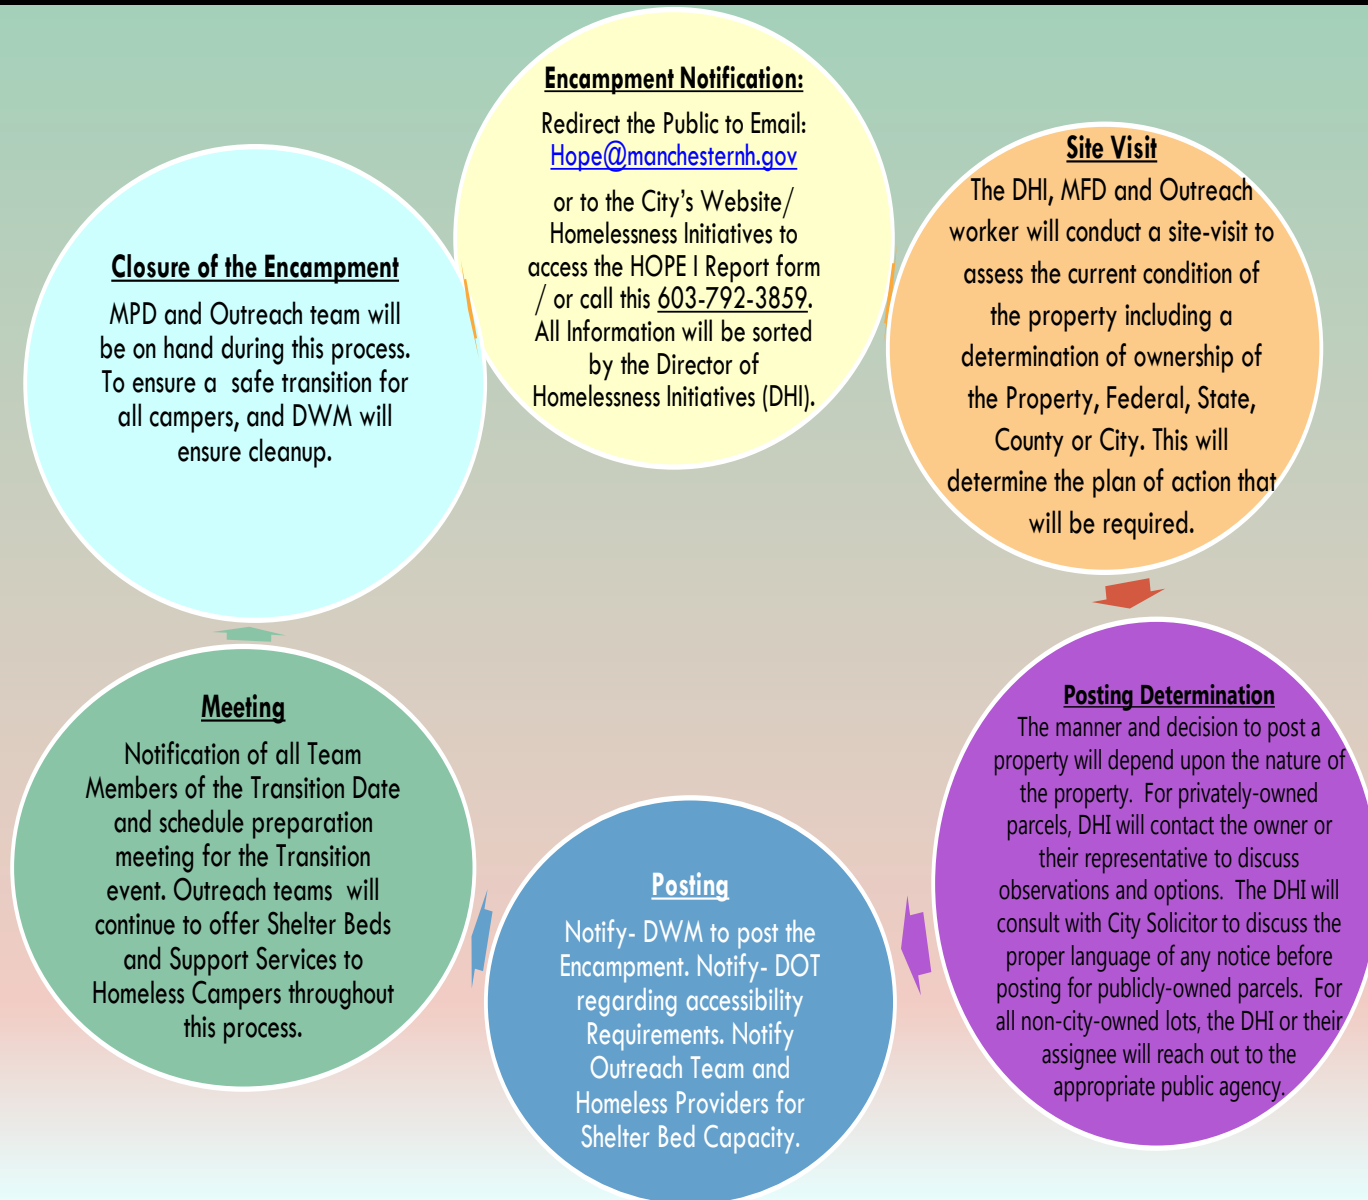 Encampment Notification:
Redirect the Public to Email:
Hope@manchesternh.gov
or to the City's Website/
Homelessness Initiatives to
access the HOPE I Report form
/ or call this 603-792-3859.
All Information will be sorted
by the Director of
Homelessness Initiatives (DHI).
Site Visit
The DHI, MFD and Outreach
worker will conduct a site-visit to
assess the current condition of
the property including a
determination of ownership of
the Property, Federal, State,
County or City. This will
determine the plan of action that
will be required.
Posting Determination
The manner and decision to post a
property will depend upon the nature of
the property.  For privately-owned
parcels, DHI will contact the owner or
their representative to discuss
observations and options.  The DHI will
consult with City Solicitor to discuss the
proper language of any notice before
posting for publicly-owned parcels.  For
all non-city-owned lots, the DHI or their
assignee will reach out to the
appropriate public agency.
Posting
Notify- DWM to post the
Encampment. Notify- DOT
regarding accessibility
Requirements. Notify
Outreach Team and
Homeless Providers for
Shelter Bed Capacity.
Meeting
Notification of all Team
Members of the Transition Date
and schedule preparation
meeting for the Transition
event. Outreach teams  will
continue to offer Shelter Beds
and Support Services to
Homeless Campers throughout
this process.
Closure of the Encampment
MPD and Outreach team will
be on hand during this process.
To ensure a  safe transition for
all campers, and DWM will
ensure cleanup.